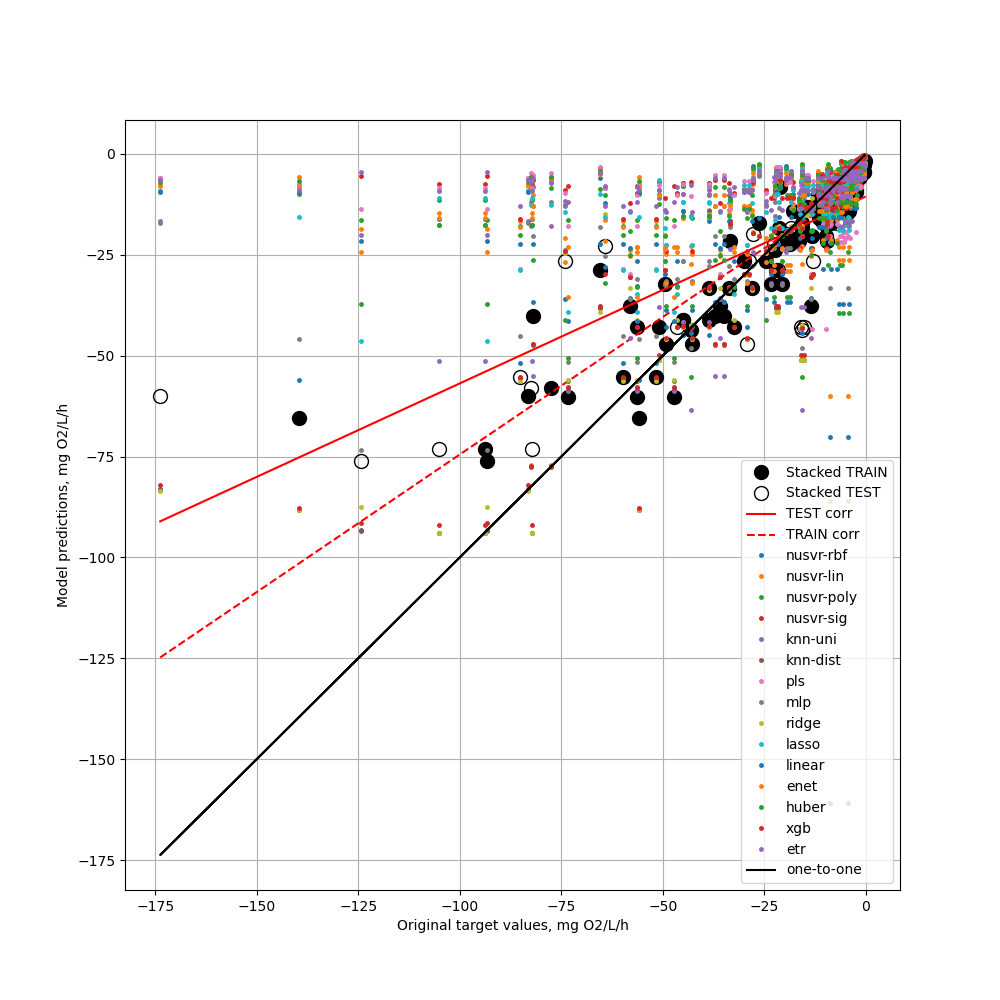 0
−25
−50
−75
−100
−125
−150
−175
Model predictions, mg O2/L/h
−175 −150 −125 −100 −75 −50 −25 0
Original target values, mg O2/L/h
Stacked TRAIN
Stacked TEST
TEST corr
TRAIN corr
nusvr-rbf
nusvr-lin
nusvr-poly
nusvr-sig
knn-uni
knn-dist
pls
mlp
ridge
lasso
linear
enet
huber
xgb
etr
one-to-one